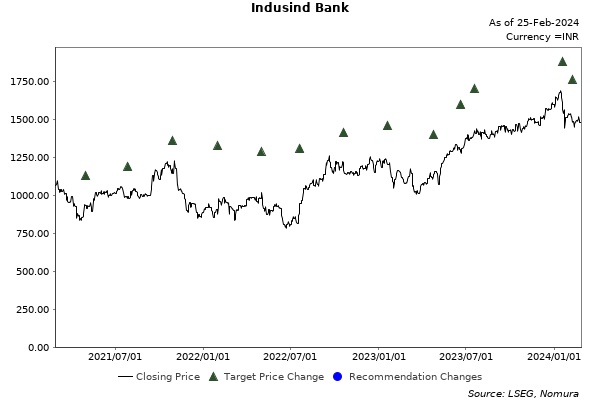 Indusind Bank
As of 25-Feb-2024
Currency =INR
1750.00
1500.00
1250.00
1000.00
750.00
500.00
250.00
0.00
2021/07/01 2022/01/01 2022/07/01 2023/01/01 2023/07/01 2024/01/01
Closing Price Target Price Change Recommendation Changes
Source: LSEG, Nomura